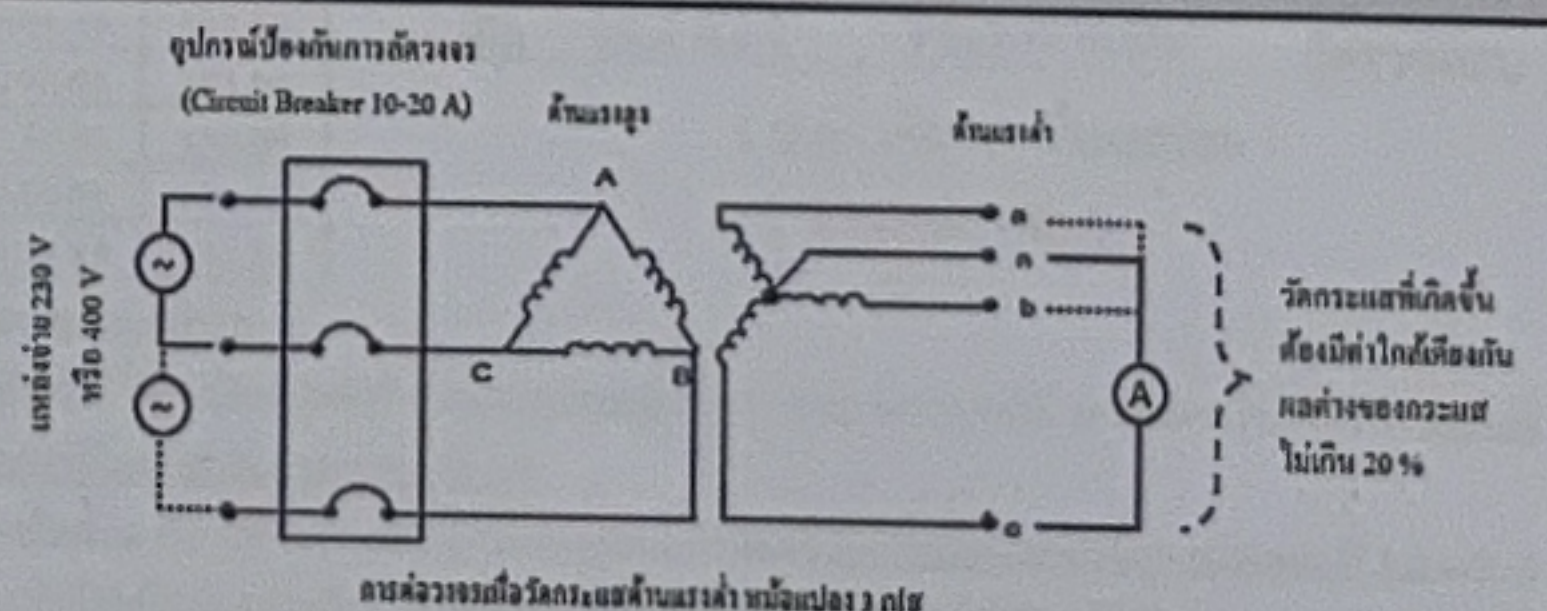 อุปกรณ์ป้องกันการลัดวงจร
(Circuit Breaker 10-20 A)
ด้านแรงสูง
ด้านแรงต่ำ
แหล่งจ่าย 230 V
หรือ 400 V
~
~
A
C
B
a
n
b
c
A
วัดกระแสที่เกิดขึ้น
ต้องมีค่าใกล้เคียงกัน
ผลต่างของกระแส
ไม่เกิน 20 %
การต่อวงจรเพื่อวัดกระแสด้านแรงต่ำ หม้อแปลง 3 เฟส